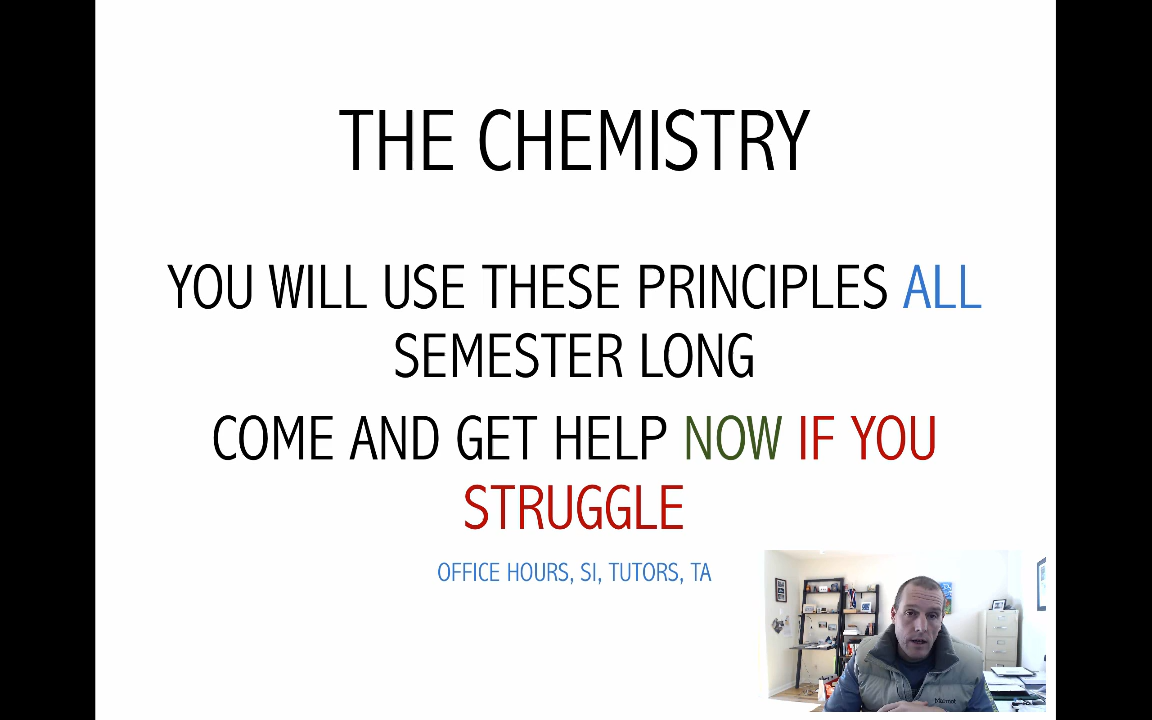 THE CHEMISTRY
YOU WILL USE THESE PRINCIPLES ALL
SEMESTER LONG
COME AND GET HELP NOW IF YOU
STRUGGLE
OFFICE HOURS, SI, TUTORS, TA
Marmot